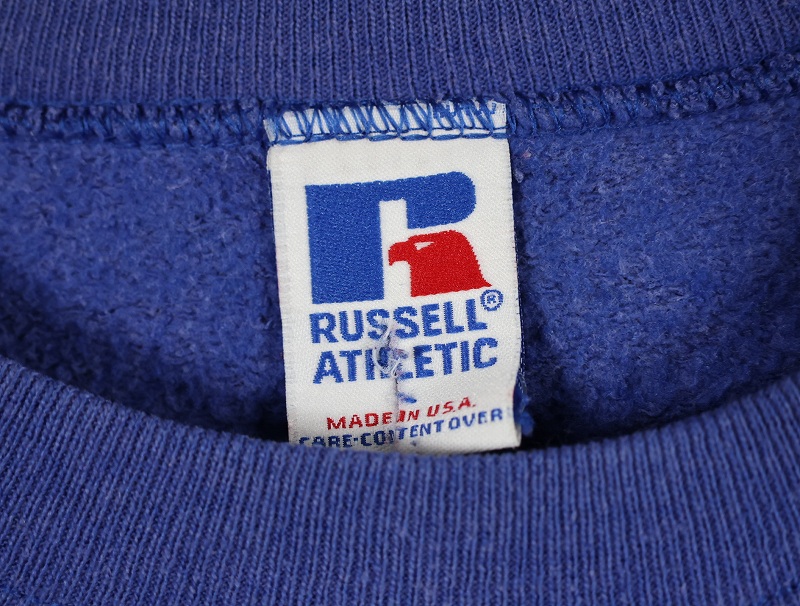 RUSSELL®
ATHLETIC
MADE IN U.S.A.
CARE-CONTENT OVER